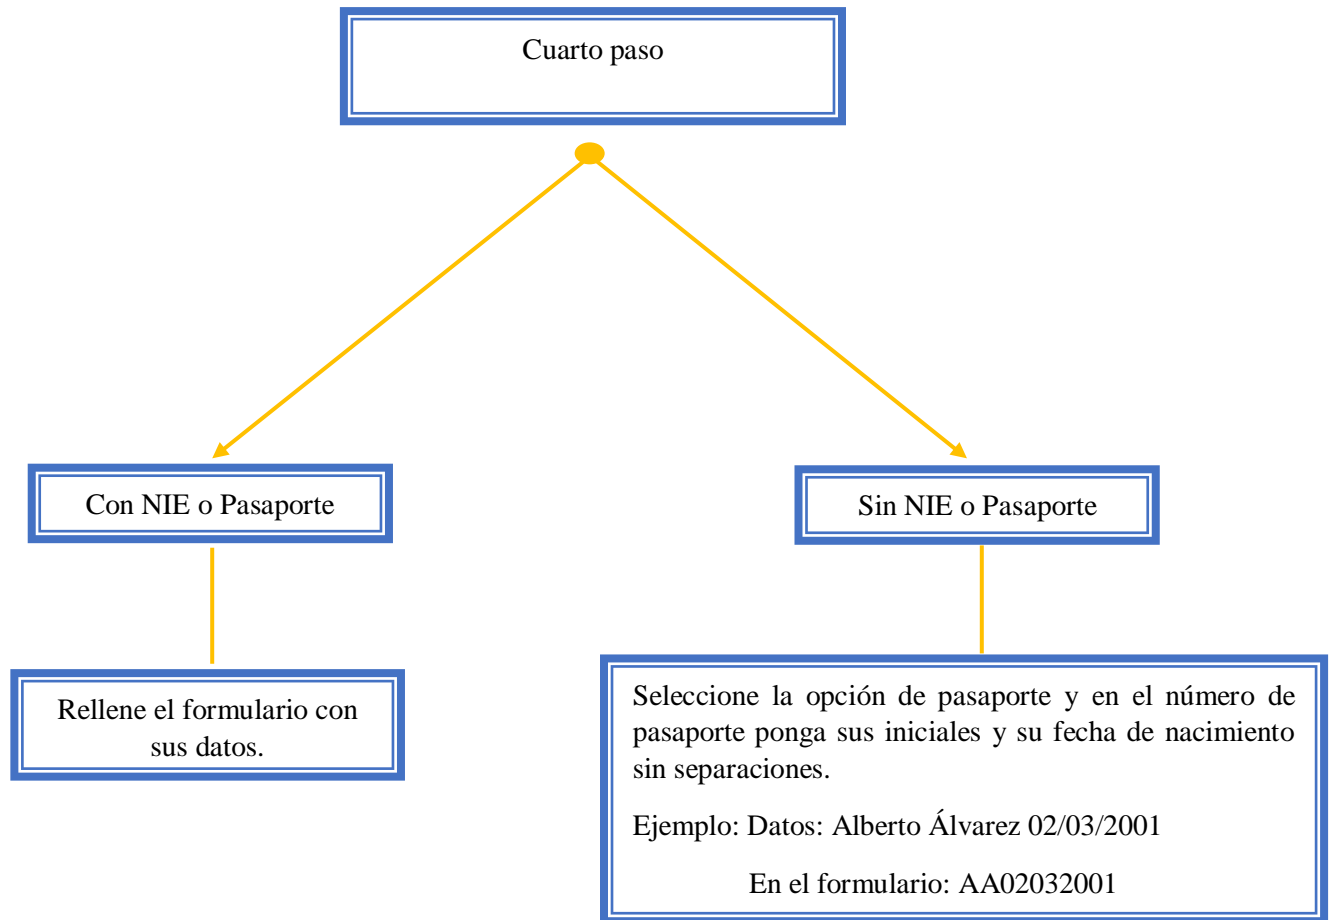 Cuarto paso
Con NIE o Pasaporte
Sin NIE o Pasaporte
Rellene el formulario con
sus datos.
Seleccione la opción de pasaporte y en el número de
pasaporte ponga sus iniciales y su fecha de nacimiento
sin separaciones.
Ejemplo: Datos: Alberto Álvarez 02/03/2001
En el formulario: AA02032001